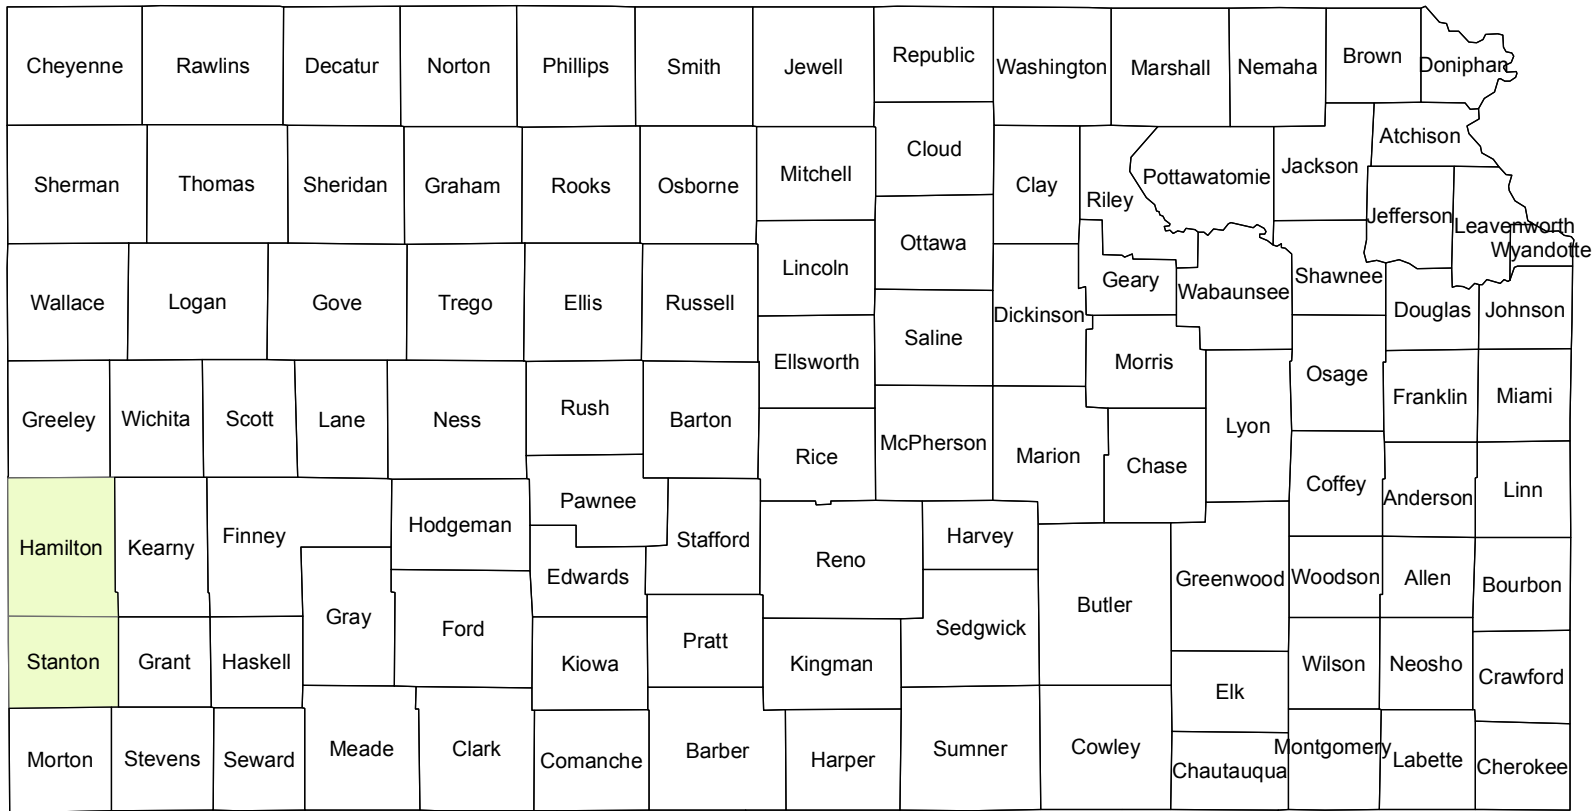 Cheyenne
Rawlins
Decatur
Norton
Phillips
Smith
Jewell
Republic
Washington
Marshall
Nemaha
Brown
Doniphan
Sherman
Thomas
Sheridan
Graham
Rooks
Osborne
Mitchell
Cloud
Clay
Riley
Pottawatomie
Jackson
Atchison
Jefferson
Leavenworth
Wyandotte
Wallace
Logan
Gove
Trego
Ellis
Russell
Lincoln
Ottawa
Saline
Dickinson
Geary
Wabaunsee
Shawnee
Douglas
Johnson
Ellsworth
Morris
Osage
Franklin
Miami
Greeley
Wichita
Scott
Lane
Ness
Rush
Barton
Rice
McPherson
Marion
Chase
Lyon
Coffey
Anderson
Linn
Hamilton
Kearny
Finney
Hodgeman
Pawnee
Stafford
Edwards
Reno
Harvey
Butler
Greenwood
Woodson
Allen
Bourbon
Gray
Ford
Sedgwick
Stanton
Grant
Haskell
Kiowa
Pratt
Kingman
Elk
Wilson
Neosho
Crawford
Morton
Stevens
Seward
Meade
Clark
Comanche
Barber
Harper
Sumner
Cowley
Chautauqua
Montgomery
Labette
Cherokee